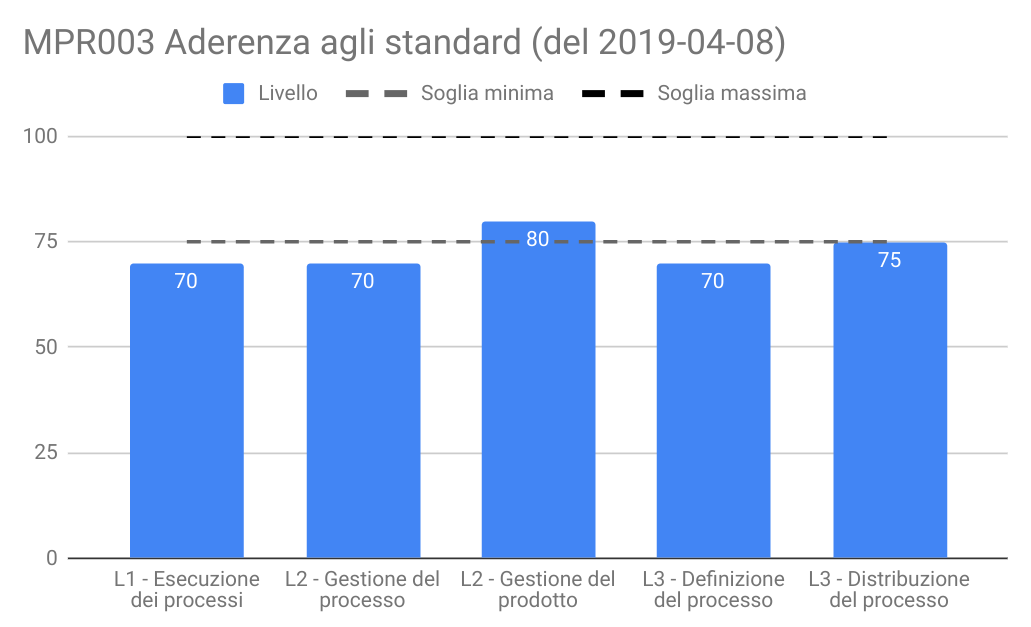 MPR003 Aderenza agli standard (del 2019-04-08)
Livello Soglia minima Soglia massima
100
75
50
25
0
70
70
80
70
75
L1 - Esecuzione
dei processi
L2 - Gestione del
processo
L2 - Gestione del
prodotto
L3 - Definizione
del processo
L3 - Distribuzione
del processo